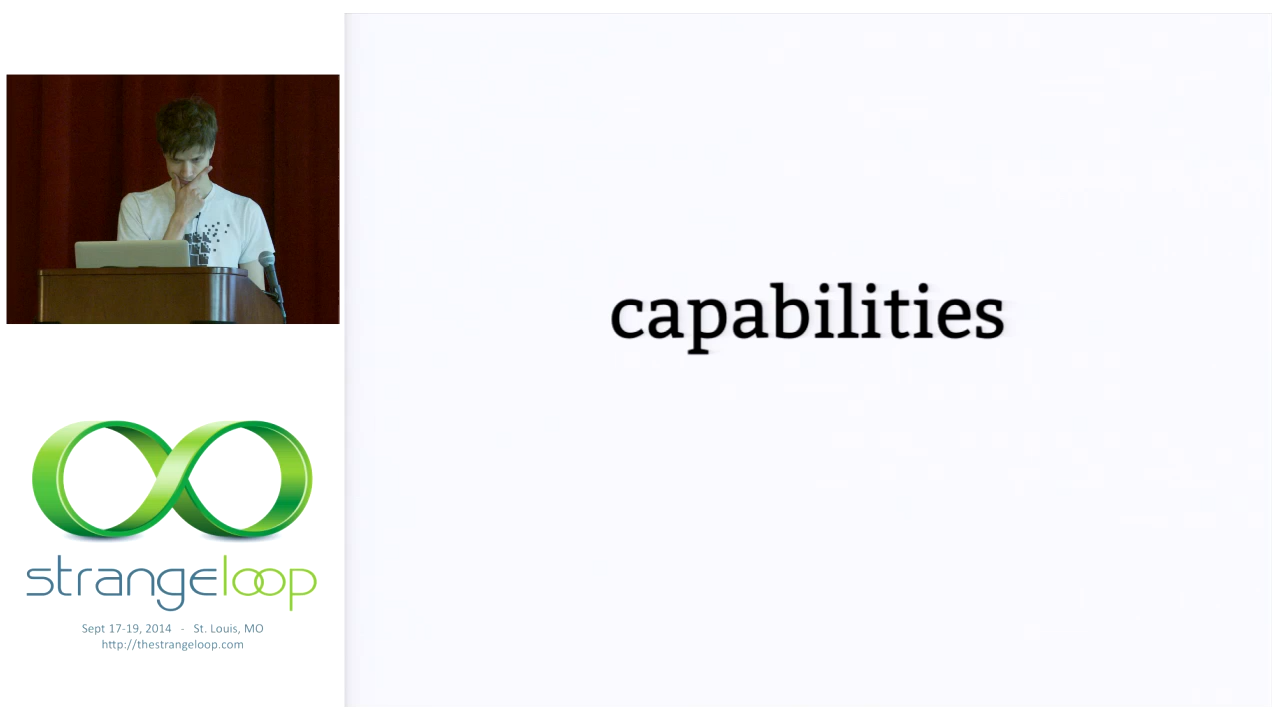 capabilities
strangeloop
Sept 17-19, 2014 - St. Louis, MO
http://thestrangeloop.com